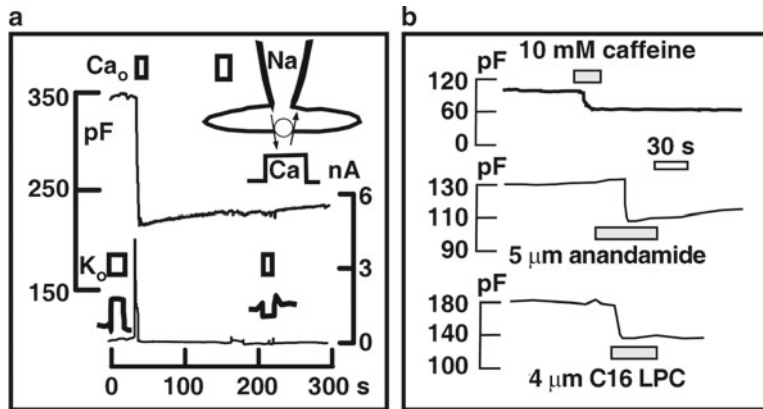 a
Ca o
Na
350
pF
Ca
nA
6
250
3
K o
150
0
0 100 200 300 s
b
10 mM caffeine
pF
120
60
0
30 s
pF
130
110
90
5 μm anandamide
pF
180
140
100
4 μm C16 LPC